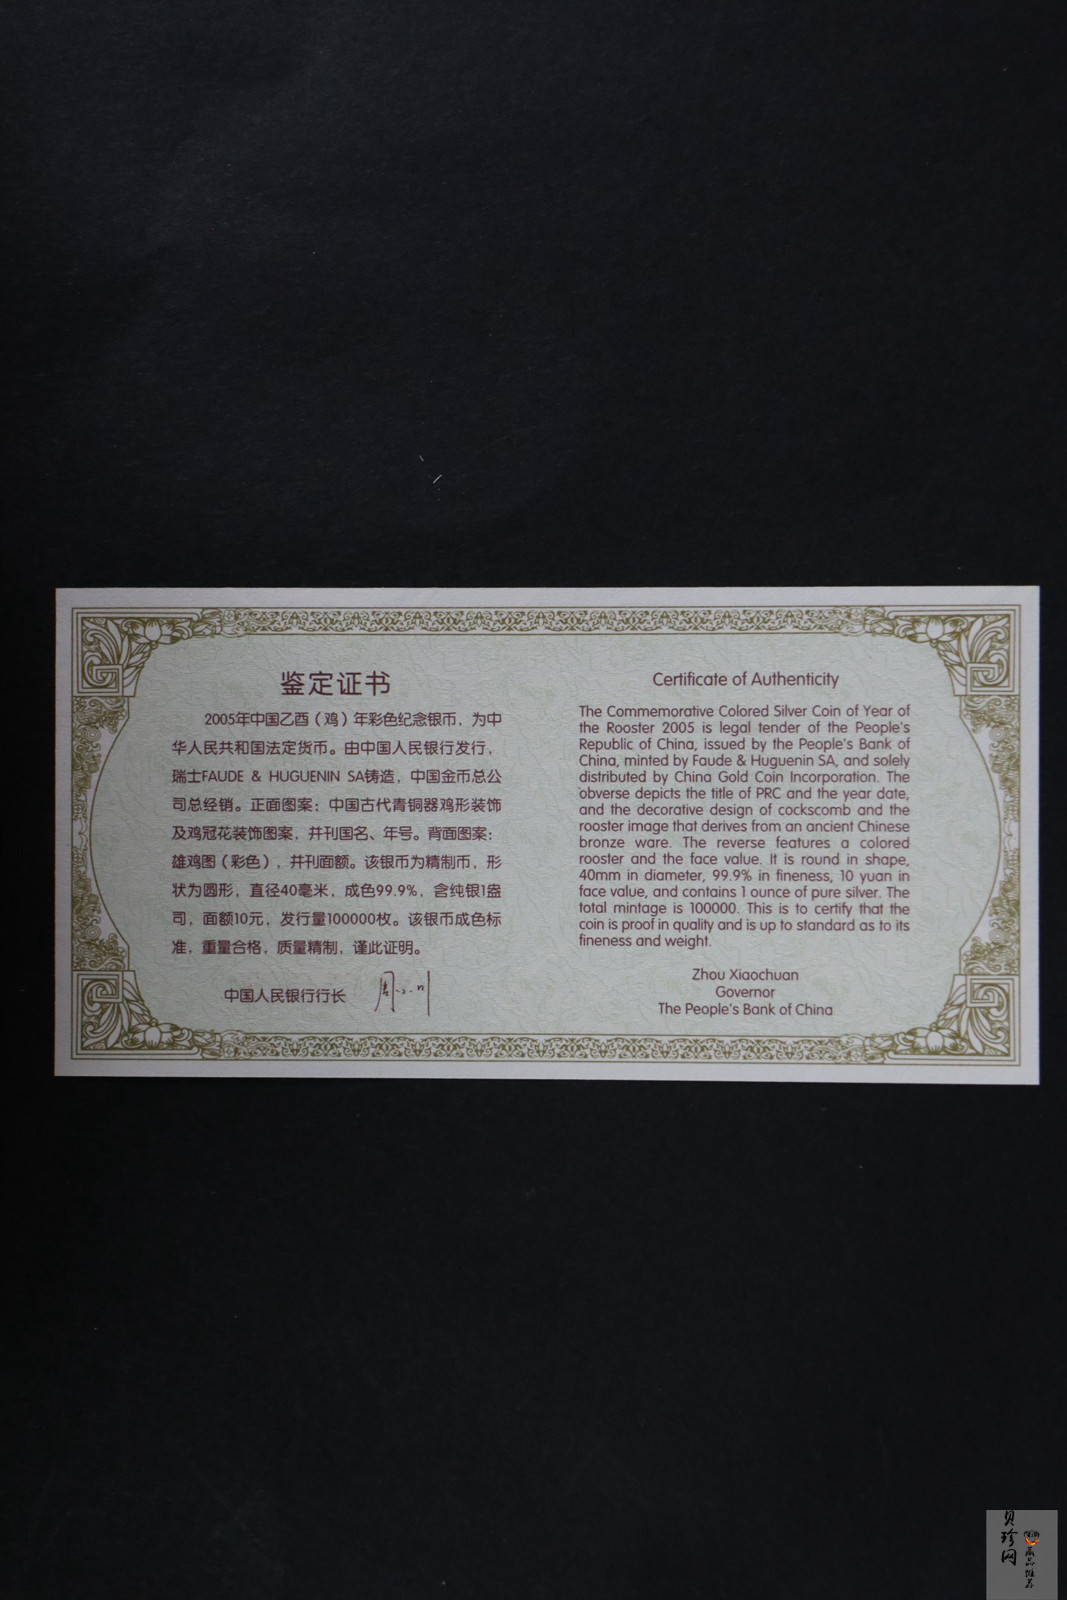 鉴定证书
2005年中国乙酉（鸡）年彩色纪念银币，为中
华人民共和国法定货币。由中国人民银行发行，
瑞士FAUDE & HUGUENIN SA铸造，中国金币总公
司总经销。正面图案：中国古代青铜器鸡形装饰
及鸡冠花装饰图案，并刊国名、年号。背面图案：
雄鸡图（彩色），并刊面额。该银币为精制币，形
状为圆形，直径40毫米，成色99.9%，含纯银1盎
司，面额10元，发行量100000枚。该银币成色标
准，重量合格，质量精制，谨此证明。
中国人民银行行长
Certificate of Authenticity
The Commemorative Colored Silver Coin of Year of
the Rooster 2005 is legal tender of the People's
Republic of China, issued by the People's Bank of
China, minted by Faude & Huguenin SA, and solely
distributed by China Gold Coin Incorporation. The
obverse depicts the title of PRC and the year date,
and the decorative design of cockscomb and the
rooster image that derives from an ancient Chinese
bronze ware. The reverse features a colored
rooster and the face value. It is round in shape,
40mm in diameter, 99.9% in fineness, 10 yuan in
face value, and contains 1 ounce of pure silver. The
total mintage is 100000. This is to certify that the
coin is proof in quality and is up to standard as to its
fineness and weight.
Zhou Xiaochuan
Governor
The People's Bank of China
贝珍网
藏品推荐